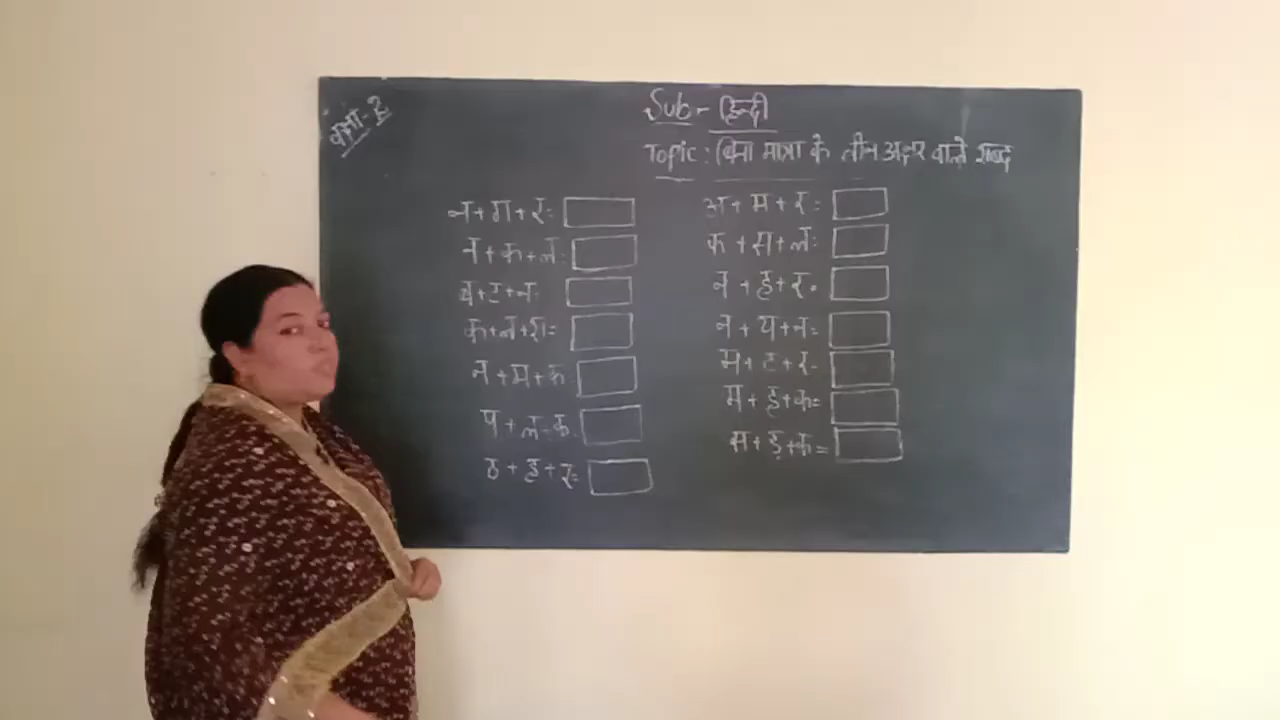 कक्षा-2
Sub- हिन्दी
Topic: बिना मात्रा के तीन अक्षर वाले शब्द
न+ग+र=
न+क+ल=
ब+ट+न=
क+ल+श=
न+म+क=
प+ल+क=
ठ+ह+र=
अ+म+र=
क+स+ल=
न+ह+र=
न+य+न=
म+ट+र=
म+ह+क=
स+ड़+क=